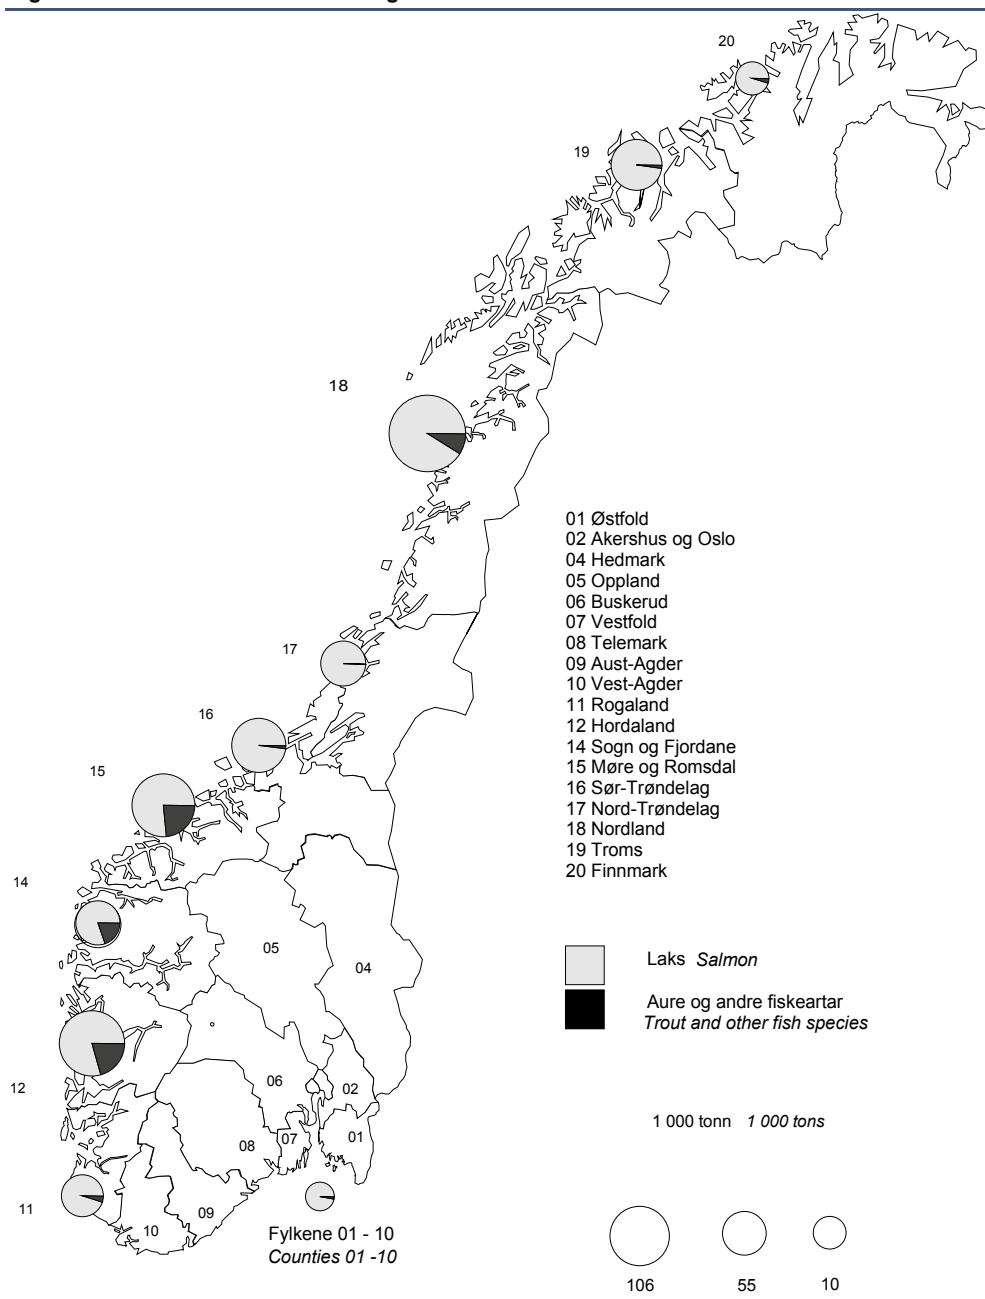 20
19
18
01 Østfold
02 Akershus og Oslo
04 Hedmark
05 Oppland
06 Buskerud
07 Vestfold
08 Telemark
09 Aust-Agder
10 Vest-Agder
11 Rogaland
12 Hordaland
14 Sogn og Fjordane
15 Møre og Romsdal
16 Sør-Trøndelag
17 Nord-Trøndelag
18 Nordland
19 Troms
20 Finnmark
17
16
15
14
05
04
Laks Salmon
Aure og andre fiskeartar
Trout and other fish species
12
06
02
1 000 tonn 1 000 tons
08
07
01
11
10
09
Fylkene 01 - 10
Counties 01 -10
106
55
10